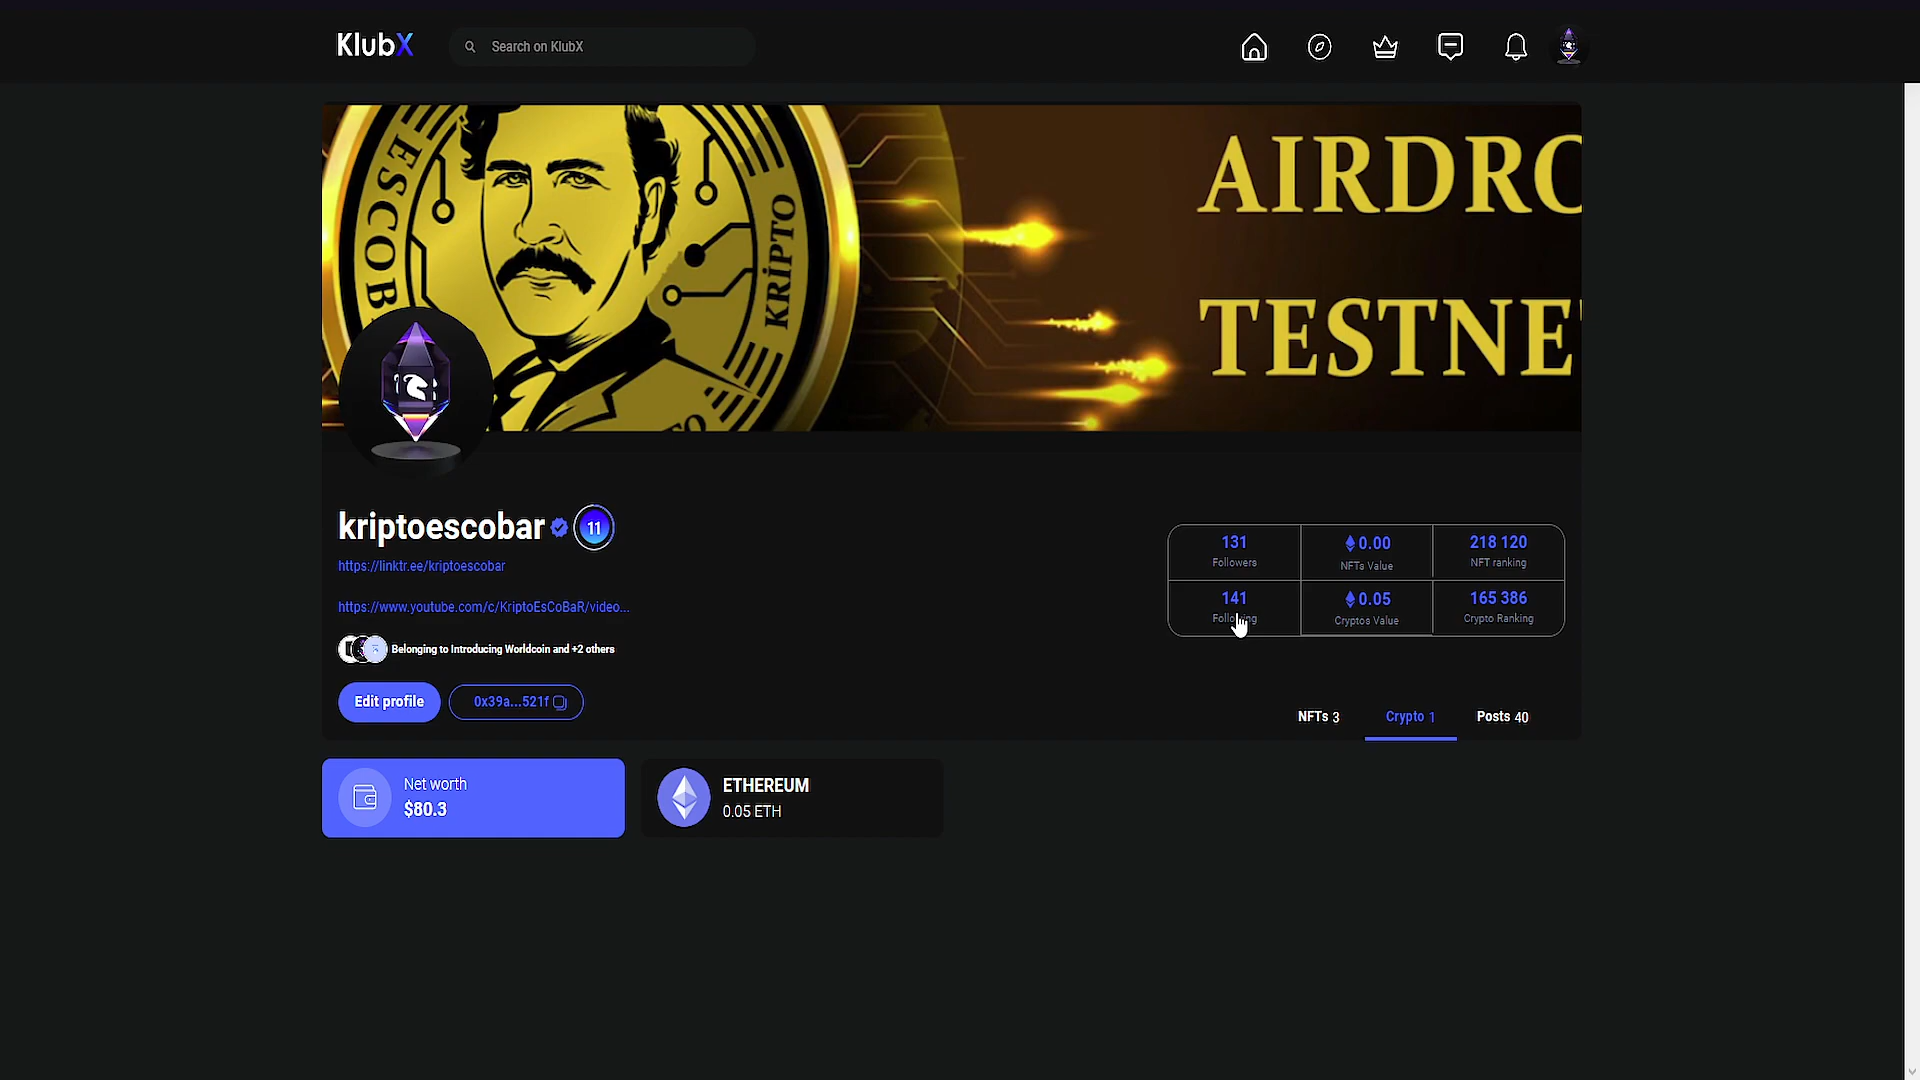 KlubX
Search on KlubX
ESCOB
KRİPTO
AIRDRO
TESTNE
kriptoescobar
11
https://linktr.ee/kriptoescobar
https://www.youtube.com/c/KriptoEsCoBaR/video...
Belonging to Introducing Worldcoin and +2 others
Edit profile
0x39a...521f
131
Followers
0.00
NFTs Value
218 120
NFT ranking
141
Following
0.05
Cryptos Value
165 386
Crypto Ranking
NFTs 3
Crypto 1
Posts 40
Net worth
$80.3
ETHEREUM
0.05 ETH